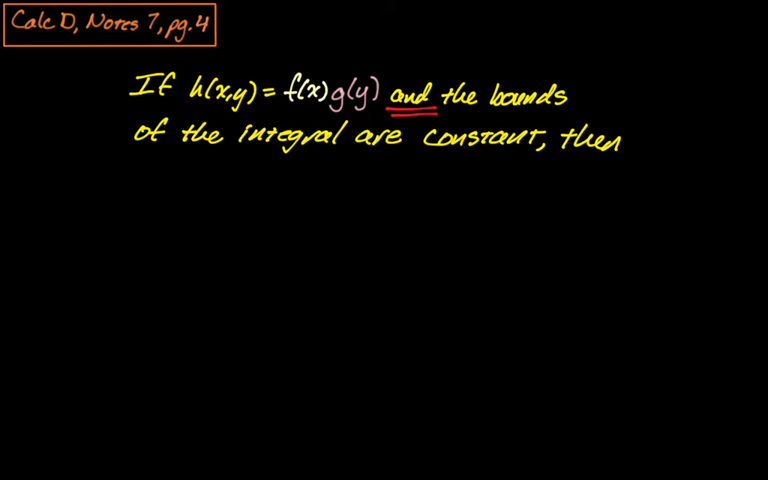 Calc D, Notes 7, pg. 4
If h(x,y) = f(x)g(y) and the bounds
of the integral are constant, then